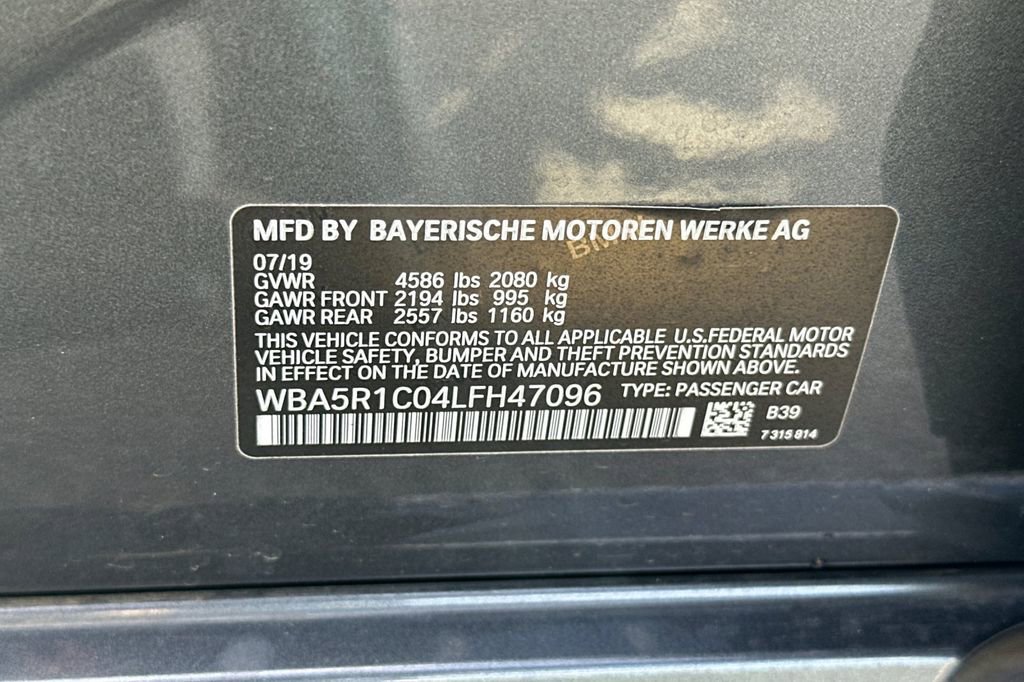 MFD BY BAYERISCHE MOTOREN WERKE AG
07/19
GVWR 4586 lbs 2080 kg
GAWR FRONT 2194 lbs 995 kg
GAWR REAR 2557 lbs 1160 kg
THIS VEHICLE CONFORMS TO ALL APPLICABLE U.S.FEDERAL MOTOR
VEHICLE SAFETY, BUMPER AND THEFT PREVENTION STANDARDS
IN EFFECT ON THE DATE OF MANUFACTURE SHOWN ABOVE.
WBA5R1C04LFH47096 TYPE: PASSENGER CAR
B39
7 315 814